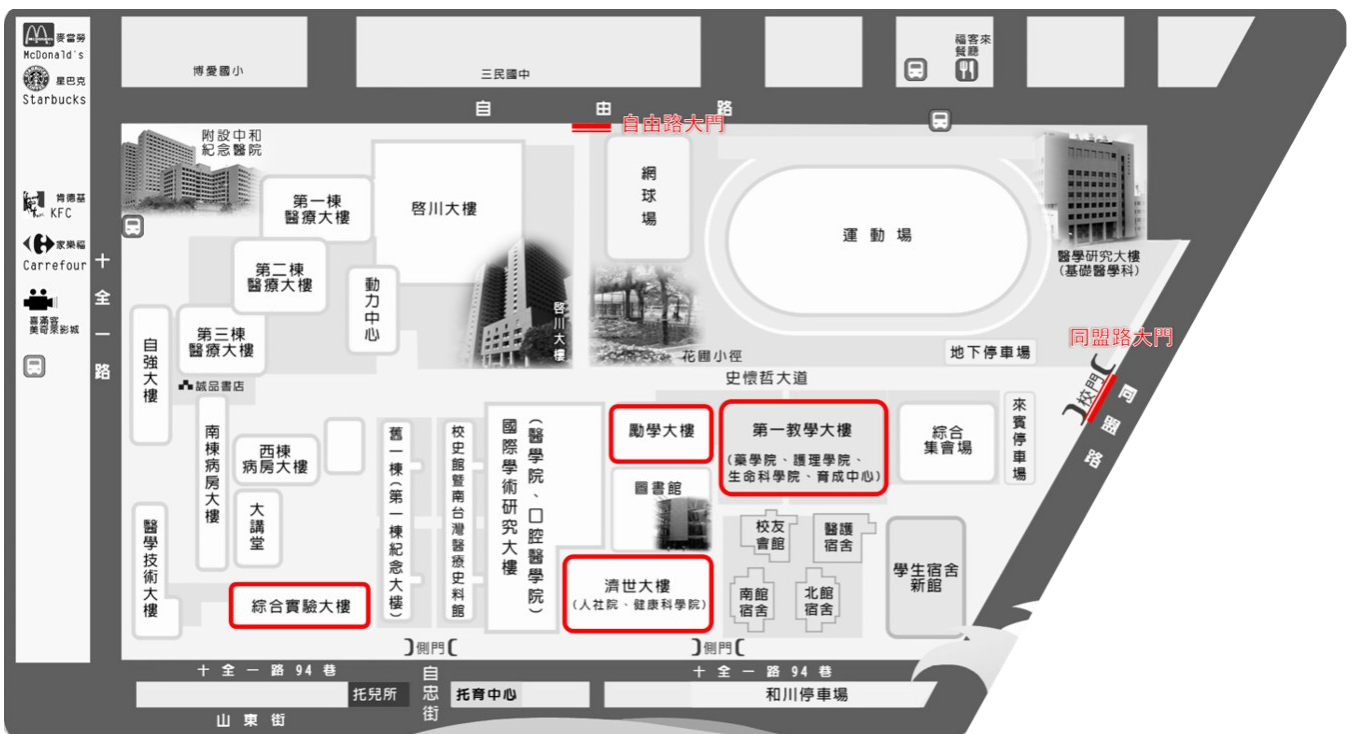 麥當勞
McDonald's
星巴克
Starbucks
肯德基
KFC
家樂福
Carrefour
喜滿客
美奇萊影城
十全一路
博愛國小
三民國中
福客來
餐廳
自由路
自由路大門
附設中和
紀念醫院
第一棟
醫療大樓
啓川大樓
網球場
運動場
醫學研究大樓
(基礎醫學科)
第二棟
醫療大樓
動力中心
啓川大樓
第三棟
醫療大樓
自強大樓
誠品書店
花圃小徑
地下停車場
同盟路大門
校門
同盟路
史懷哲大道
南棟病房大樓
西棟
病房大樓
大講堂
舊一棟(第一棟紀念大樓)
校史館暨南台灣醫療史料館
國際學術研究大樓
(醫學院、口腔醫學院)
勵學大樓
第一教學大樓
(藥學院、護理學院、
生命科學院、育成中心)
綜合
集會場
來賓停車場
圖書館
校友
會館
醫護
宿舍
南館
宿舍
北館
宿舍
學生宿舍
新館
醫學技術大樓
綜合實驗大樓
濟世大樓
(人社院、健康科學院)
側門
側門
十全一路94巷
自忠街
十全一路94巷
托兒所
托育中心
和川停車場
山東街